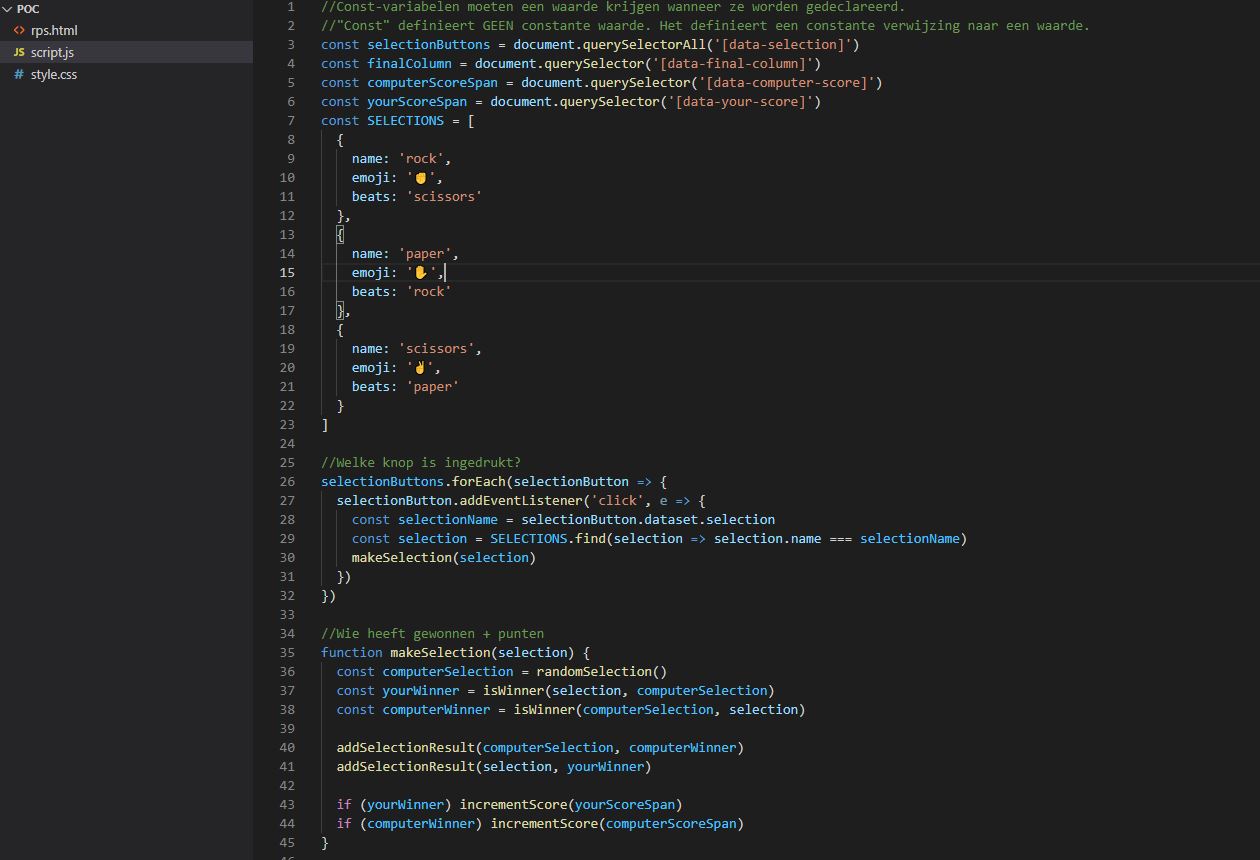 POC
rps.html
JS script.js
# style.css
1 //Const-variabelen moeten een waarde krijgen wanneer ze worden gedeclareerd.
2 //"Const" definieert GEEN constante waarde. Het definieert een constante verwijzing naar een waarde.
3 const selectionButtons = document.querySelectorAll('[data-selection]')
4 const finalColumn = document.querySelector('[data-final-column]')
5 const computerScoreSpan = document.querySelector('[data-computer-score]')
6 const yourScoreSpan = document.querySelector('[data-your-score]')
7 const SELECTIONS = [
8   {
9     name: 'rock',
10     emoji: '✊',
11     beats: 'scissors'
12   },
13   {
14     name: 'paper',
15     emoji: '✋',
16     beats: 'rock'
17   },
18   {
19     name: 'scissors',
20     emoji: '✌',
21     beats: 'paper'
22   }
23 ]
24
25 //Welke knop is ingedrukt?
26 selectionButtons.forEach(selectionButton => {
27   selectionButton.addEventListener('click', e => {
28     const selectionName = selectionButton.dataset.selection
29     const selection = SELECTIONS.find(selection => selection.name === selectionName)
30     makeSelection(selection)
31   })
32 })
33
34 //Wie heeft gewonnen + punten
35 function makeSelection(selection) {
36   const computerSelection = randomSelection()
37   const yourWinner = isWinner(selection, computerSelection)
38   const computerWinner = isWinner(computerSelection, selection)
39
40   addSelectionResult(computerSelection, computerWinner)
41   addSelectionResult(selection, yourWinner)
42
43   if (yourWinner) incrementScore(yourScoreSpan)
44   if (computerWinner) incrementScore(computerScoreSpan)
45 }